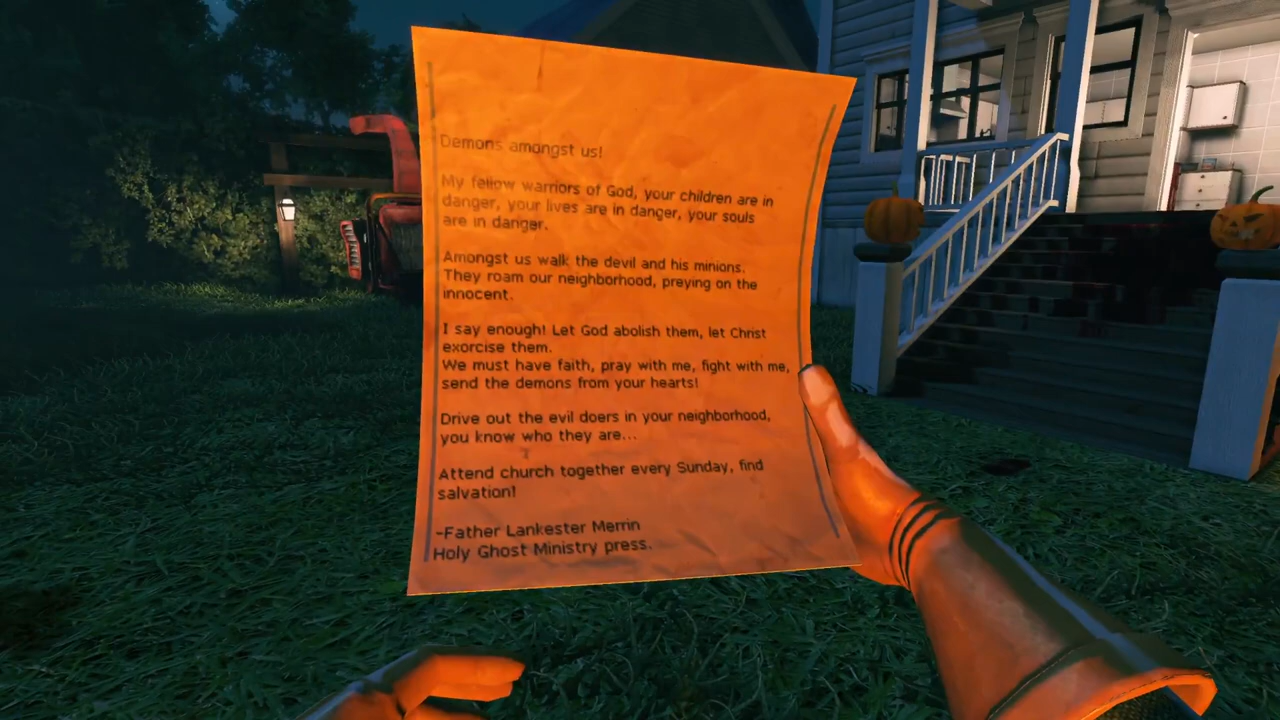 Demons amongst us!
My fellow warriors of God, your children are in
danger, your lives are in danger, your souls
are in danger.
Amongst us walk the devil and his minions.
They roam our neighborhood, preying on the
innocent.
I say enough! Let God abolish them, let Christ
exorcise them.
We must have faith, pray with me, fight with me,
send the demons from your hearts!
Drive out the evil doers in your neighborhood,
you know who they are...
Attend church together every Sunday, find
salvation!
-Father Lankester Merrin
Holy Ghost Ministry press.